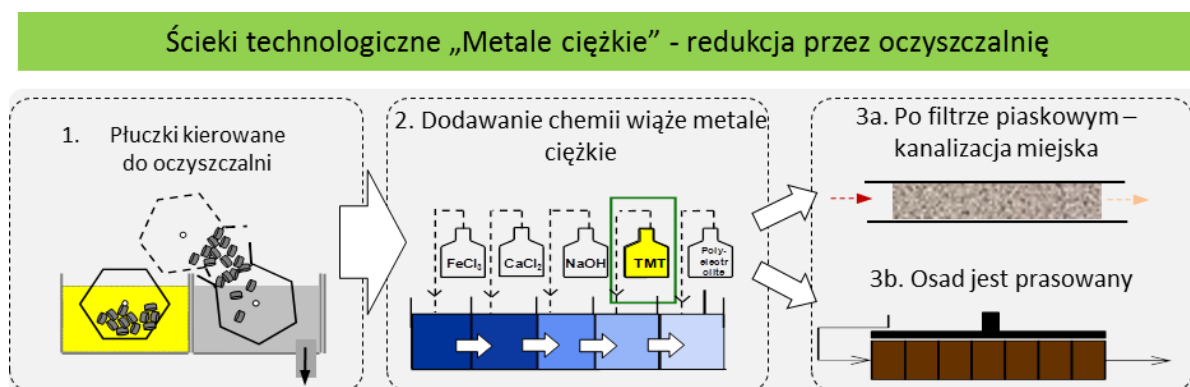 Ścieki technologiczne „Metale ciężkie” - redukcja przez oczyszczalnię
1. Płuczki kierowane
do oczyszczalni
2. Dodawanie chemii wiąże metale
ciężkie
FeCl3
CaCl2
NaOH
TMT
Poly-
electr
olite
3a. Po filtrze piaskowym –
kanalizacja miejska
3b. Osad jest prasowany